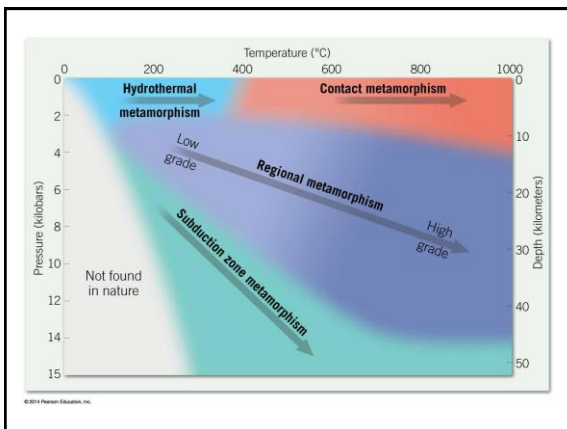 Temperature (°C)
0 200 400 600 800 1000
Hydrothermal
metamorphism
Contact metamorphism
Low
grade
Regional metamorphism
High
grade
Subduction zone metamorphism
Not found
in nature
Pressure (kilobars)
0
2
4
6
8
10
12
14
15
Depth (kilometers)
0
10
20
30
40
50
© 2014 Pearson Education, Inc.